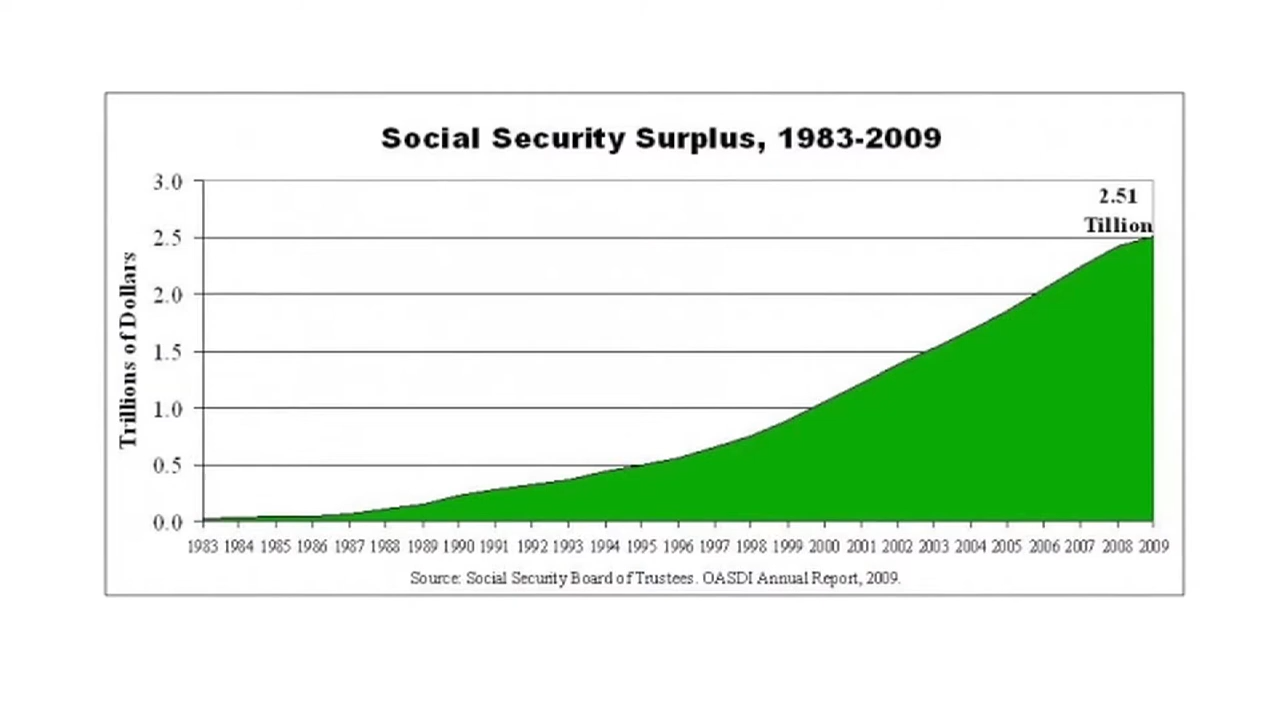 Social Security Surplus, 1983-2009
3.0
2.51
Tillion
2.5
2.0
1.5
1.0
0.5
0.0
Trillions of Dollars
1983 1984 1985 1986 1987 1988 1989 1990 1991 1992 1993 1994 1995 1996 1997 1998 1999 2000 2001 2002 2003 2004 2005 2006 2007 2008 2009
Source: Social Security Board of Trustees. OASDI Annual Report, 2009.